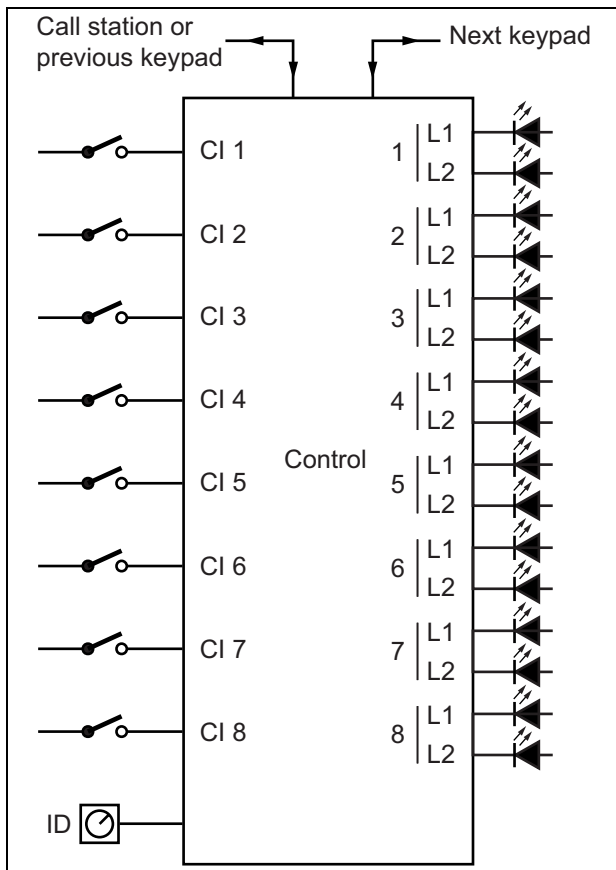 Call station or
previous keypad
Next keypad
CI 1
1
L1
L2
CI 2
2
L1
L2
CI 3
3
L1
L2
CI 4
4
L1
L2
Control
CI 5
5
L1
L2
CI 6
6
L1
L2
CI 7
7
L1
L2
CI 8
8
L1
L2
ID